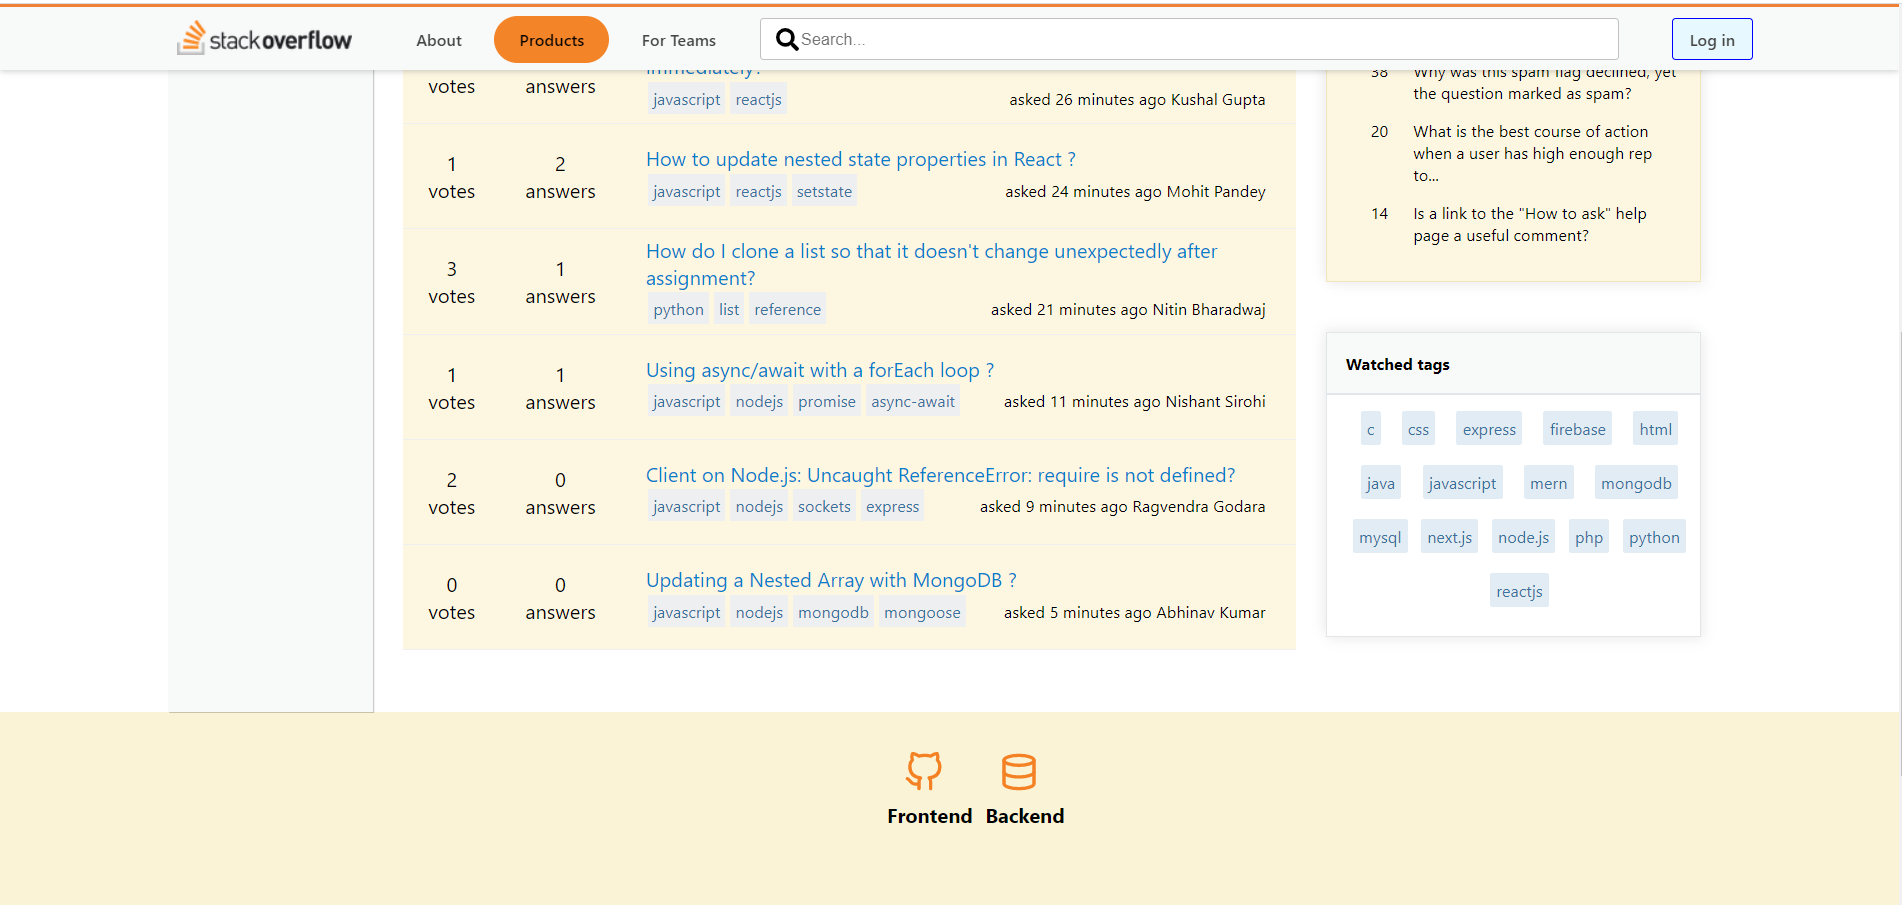 stackoverflow About Products For Teams Search... Log in
immediately?
votes answers
javascript reactjs asked 26 minutes ago Kushal Gupta
1 votes 2 answers
How to update nested state properties in React ?
javascript reactjs setstate asked 24 minutes ago Mohit Pandey
3 votes 1 answers
How do I clone a list so that it doesn't change unexpectedly after
assignment?
python list reference asked 21 minutes ago Nitin Bharadwaj
1 votes 1 answers
Using async/await with a forEach loop ?
javascript nodejs promise async-await asked 11 minutes ago Nishant Sirohi
2 votes 0 answers
Client on Node.js: Uncaught ReferenceError: require is not defined?
javascript nodejs sockets express asked 9 minutes ago Ragvendra Godara
0 votes 0 answers
Updating a Nested Array with MongoDB ?
javascript nodejs mongodb mongoose asked 5 minutes ago Abhinav Kumar
38 Why was this spam flag declined, yet
the question marked as spam?
20 What is the best course of action
when a user has high enough rep
to...
14 Is a link to the "How to ask" help
page a useful comment?
Watched tags
c css express firebase html
java javascript mern mongodb
mysql next.js node.js php python
reactjs
Frontend Backend